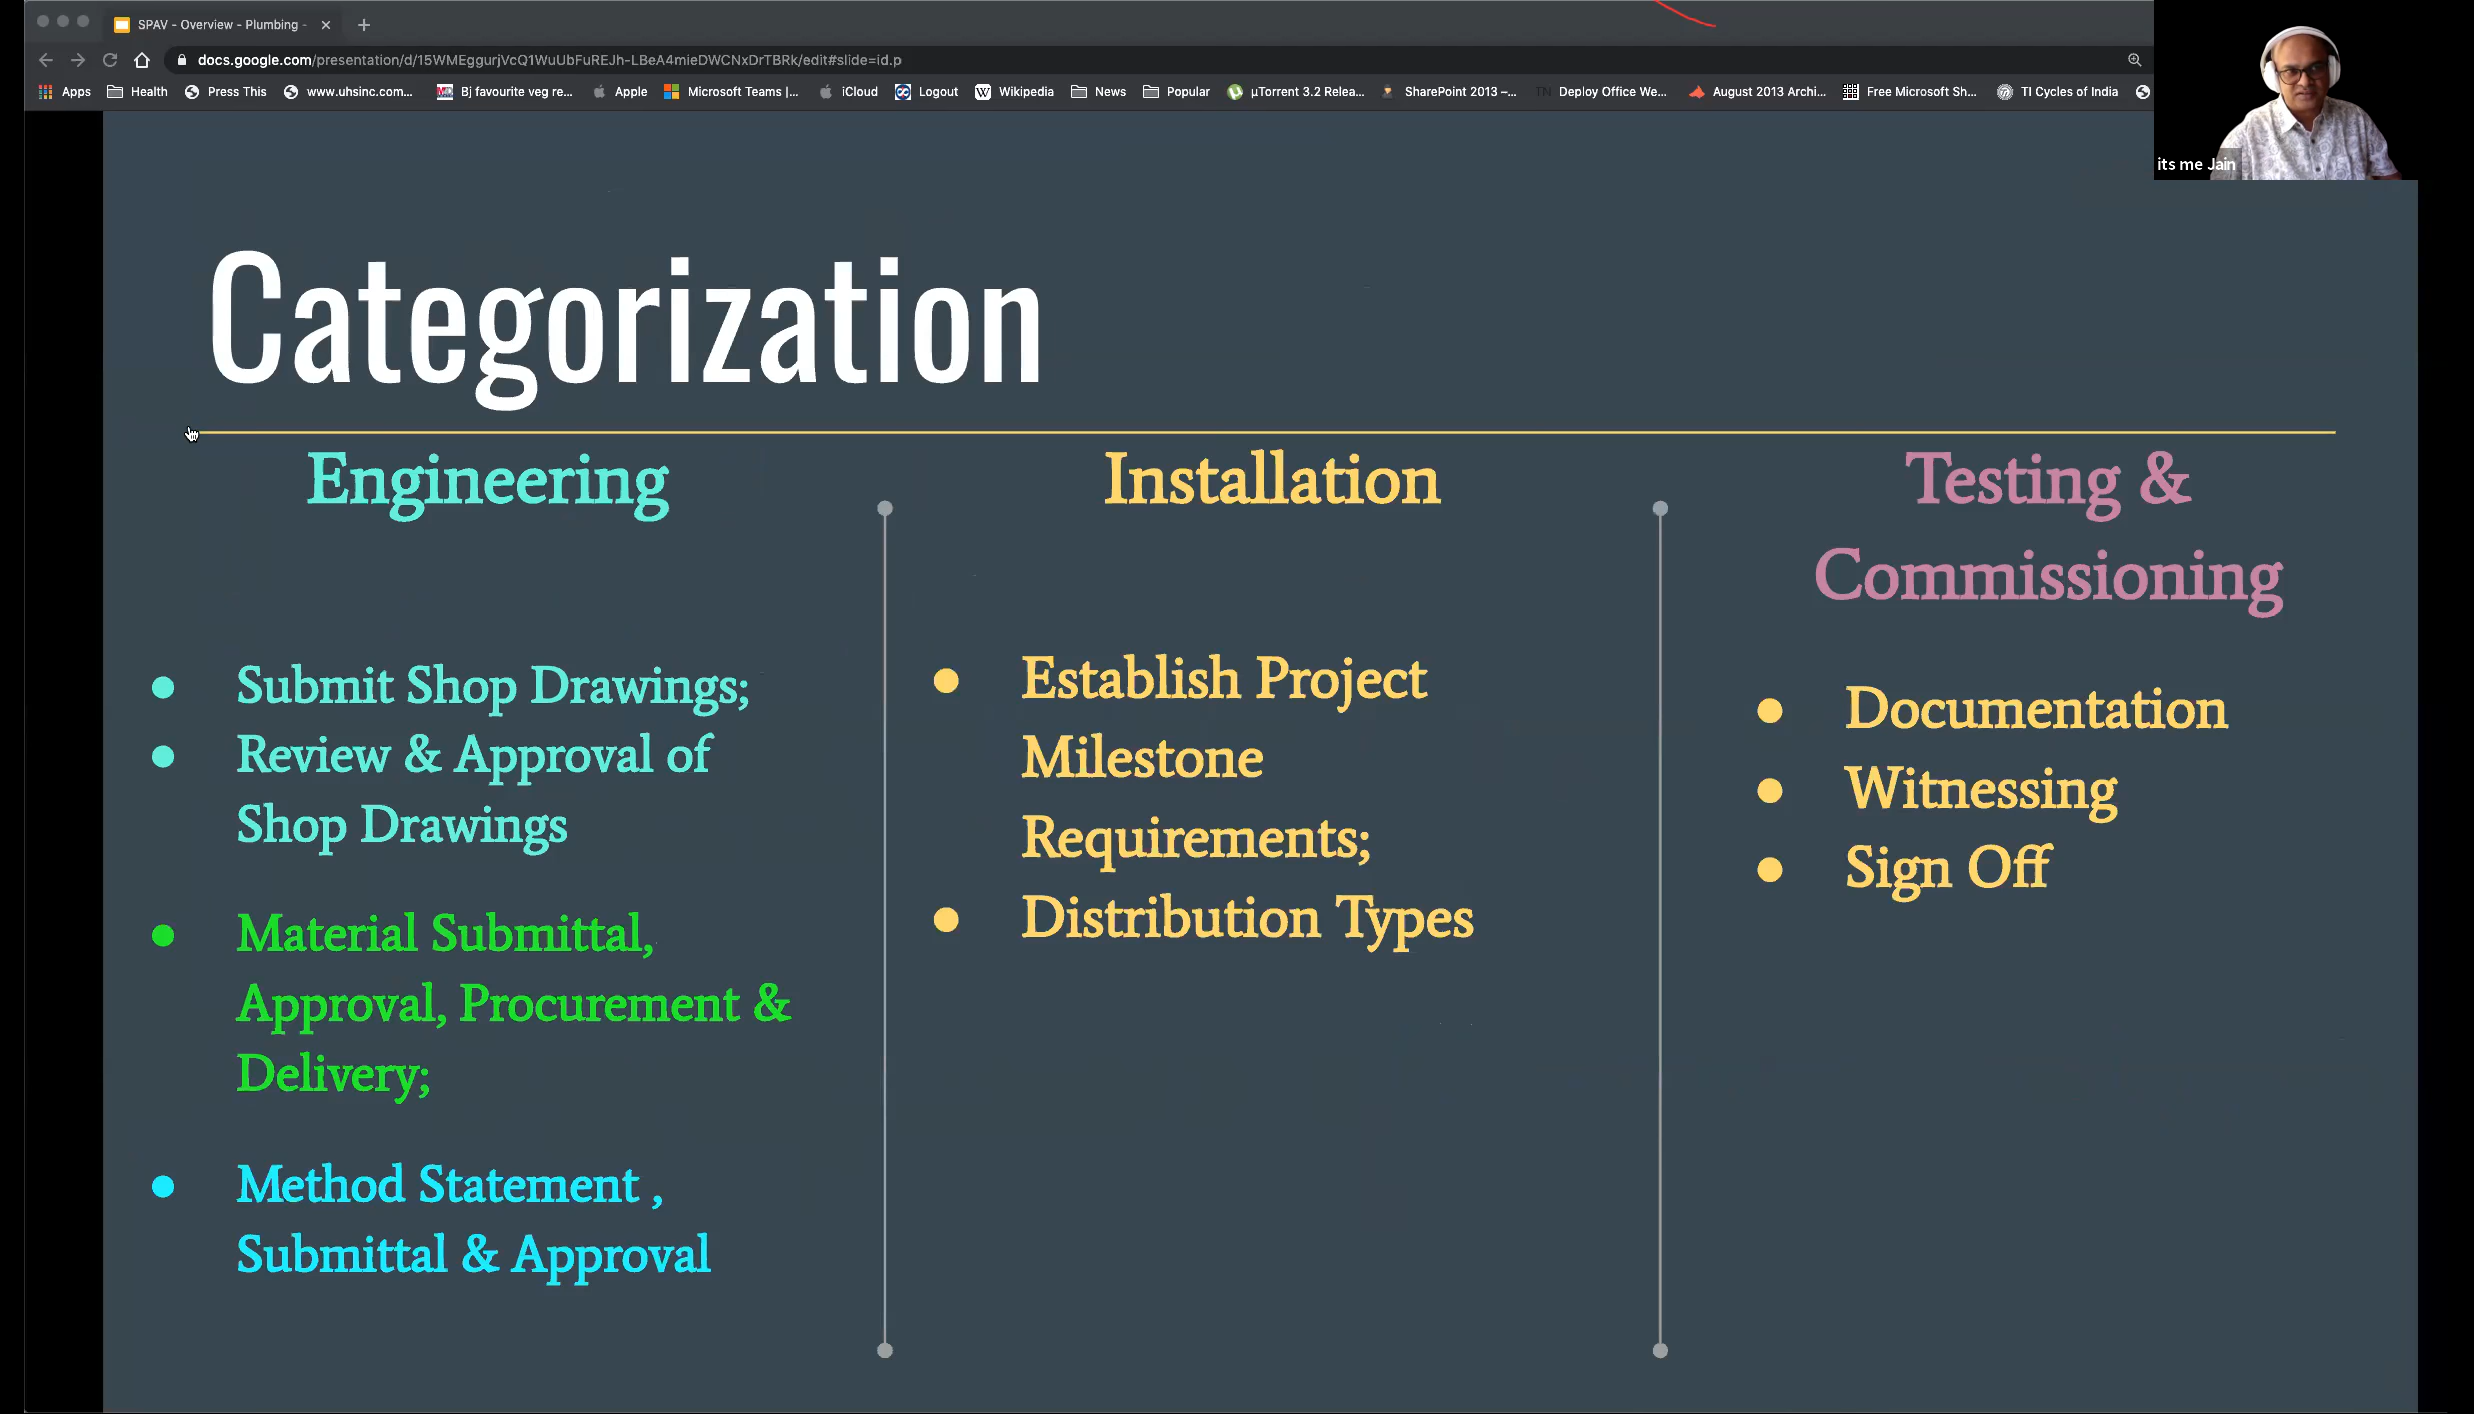 SPAV - Overview - Plumbing -
docs.google.com/presentation/d/15WMEggurjVcQ1WuUbFuREJh-LBeA4mieDWCNxDrTBRk/edit#slide=id.p
Apps Health Press This www.uhsinc.com... Bj favourite veg re... Apple Microsoft Teams |... iCloud Logout Wikipedia News Popular µTorrent 3.2 Relea... SharePoint 2013 –... Deploy Office We... August 2013 Archi... Free Microsoft Sh... TI Cycles of India
its me Jain
Categorization
Engineering
Submit Shop Drawings;
Review & Approval of
Shop Drawings
Material Submittal,
Approval, Procurement &
Delivery;
Method Statement ,
Submittal & Approval
Installation
Establish Project
Milestone
Requirements;
Distribution Types
Testing &
Commissioning
Documentation
Witnessing
Sign Off